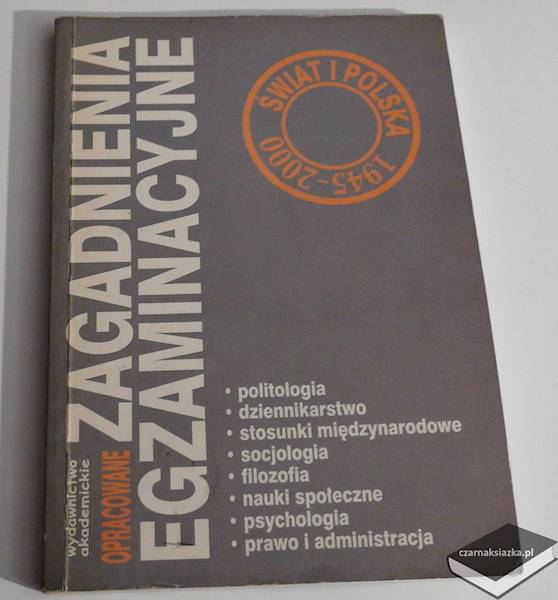 wydawnictwo
akademickie
OPRACOWANE
ZAGADNIENIA
EGZAMINACYJNE
ŚWIAT I POLSKA 1945-2000
• politologia
• dziennikarstwo
• stosunki międzynarodowe
• socjologia
• filozofia
• nauki społeczne
• psychologia
• prawo i administracja
czarnaksiazka.pl